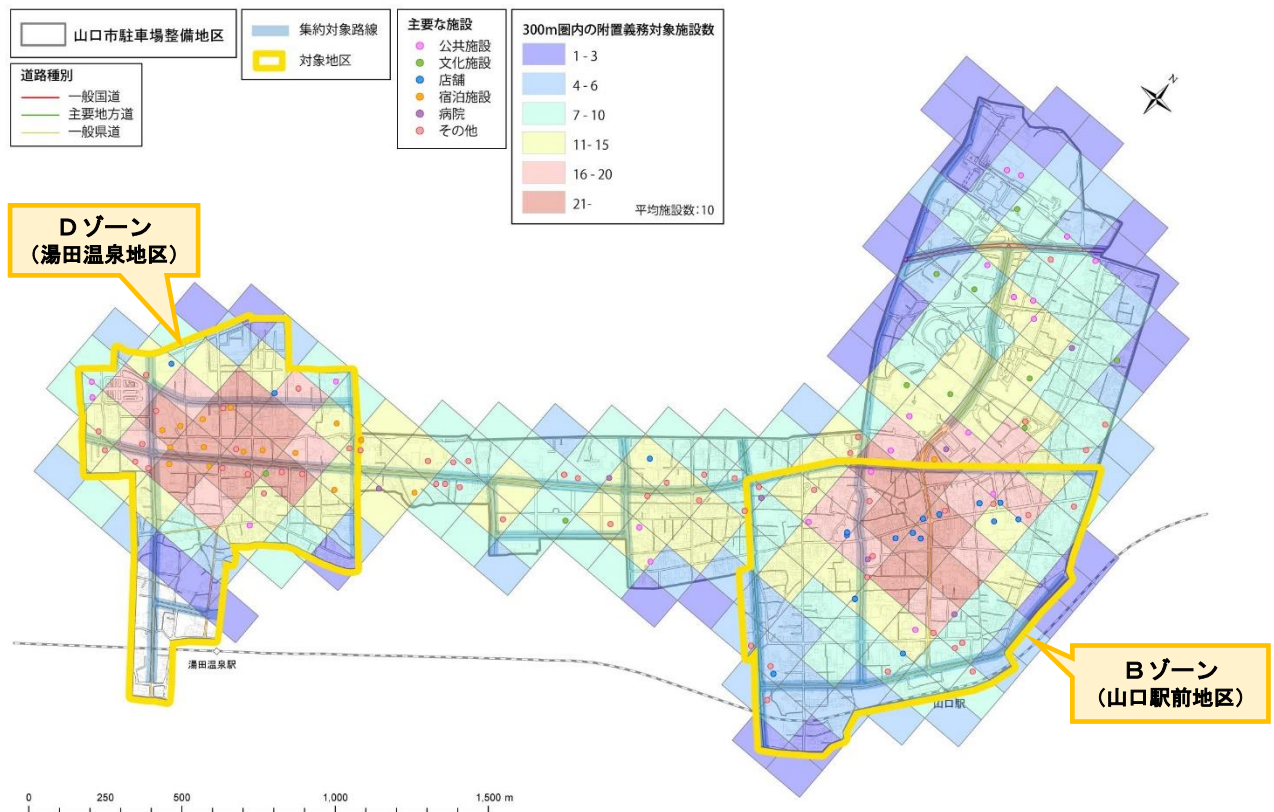 山口市駐車場整備地区
道路種別
一般国道
主要地方道
一般県道
集約対象路線
対象地区
主要な施設
公共施設
文化施設
店舗
宿泊施設
病院
その他
300m圏内の附置義務対象施設数
1 - 3
4 - 6
7 - 10
11- 15
16 - 20
21-
平均施設数：10
N
Dゾーン
（湯田温泉地区）
湯田温泉駅
Bゾーン
（山口駅前地区）
山口駅
0 250 500 1,000 1,500 m